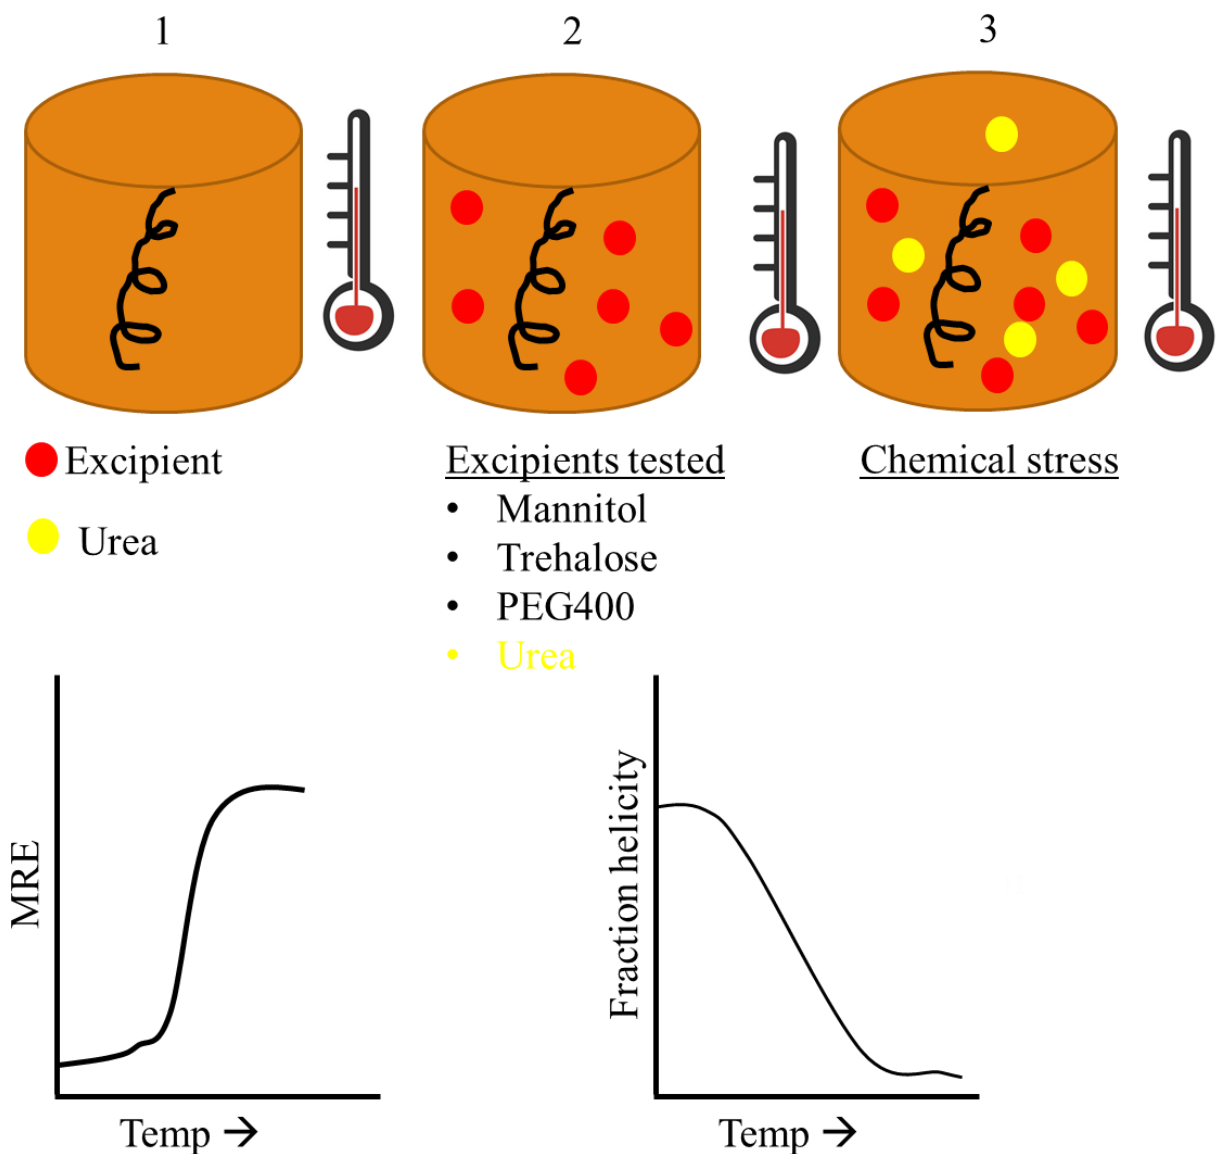 1
2
3
Excipient
Urea
Excipients tested
• Mannitol
• Trehalose
• PEG400
• Urea
Chemical stress
MRE
Temp →
Fraction helicity
Temp →